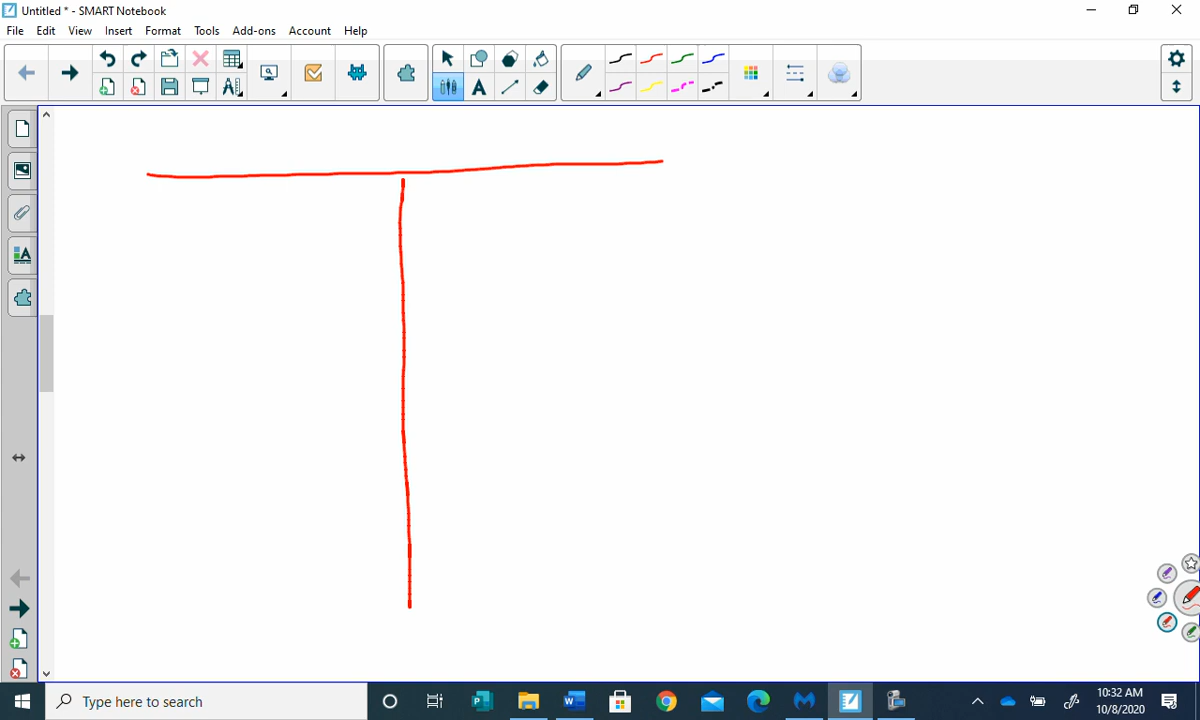 Untitled * - SMART Notebook
File Edit View Insert Format Tools Add-ons Account Help
Type here to search
10:32 AM
10/8/2020